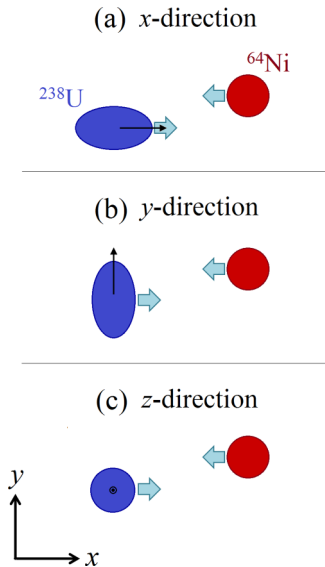 (a) x-direction
⁶⁴Ni
²³⁸U
(b) y-direction
(c) z-direction
y
x